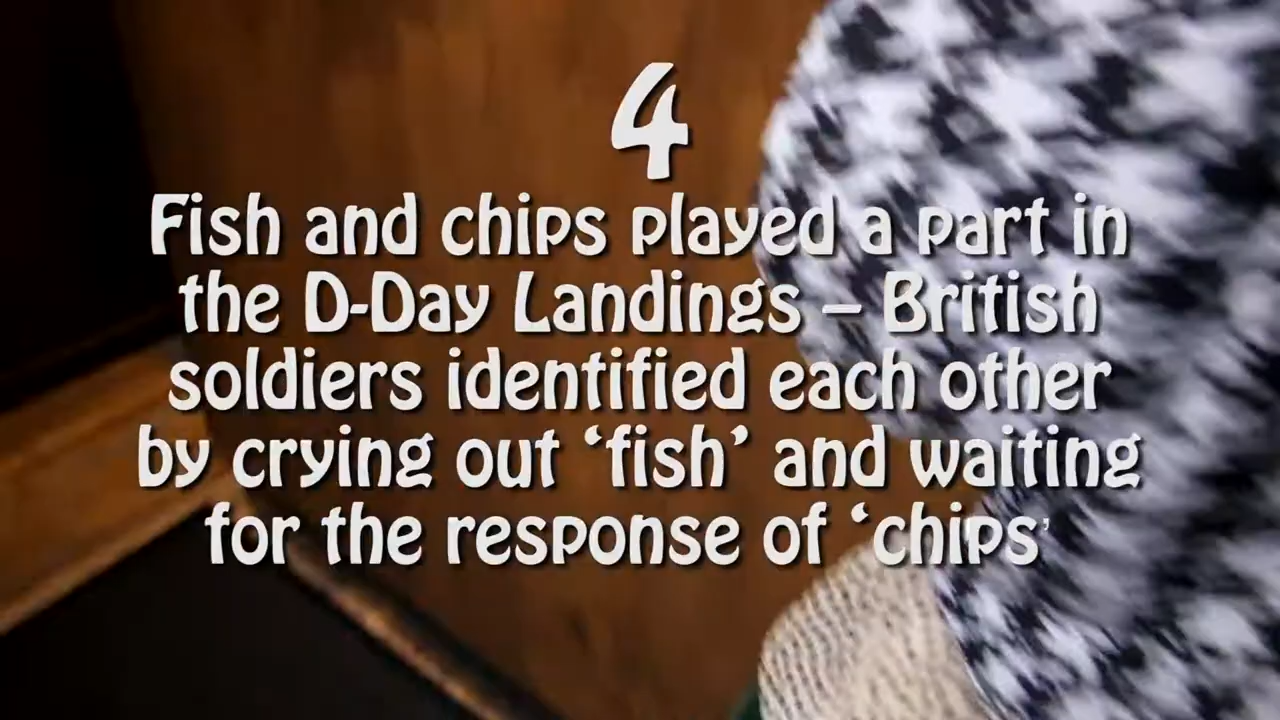 4
Fish and chips played a part in
the D-Day Landings – British
soldiers identified each other
by crying out ‘fish’ and waiting
for the response of ‘chips’